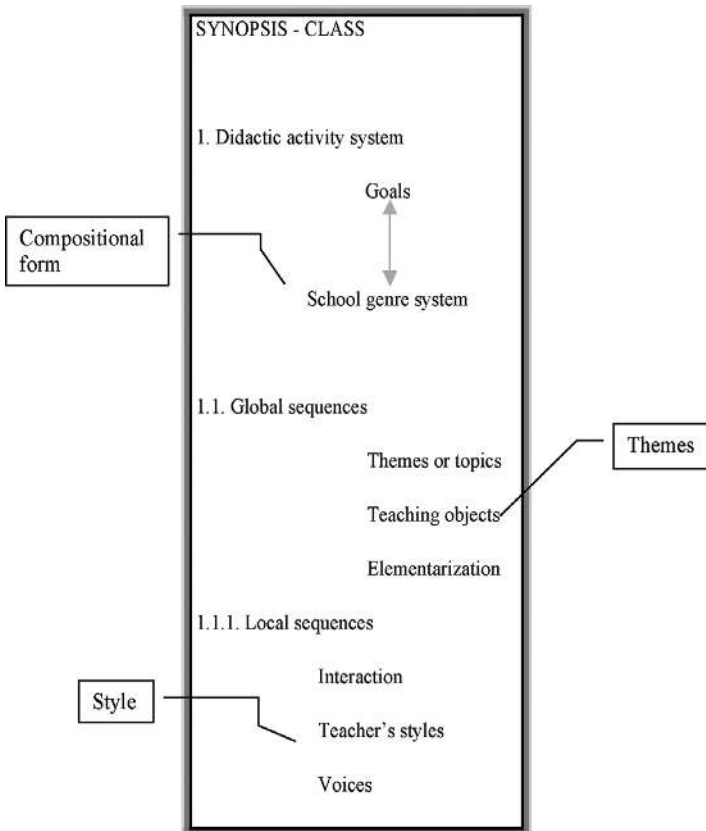 SYNOPSIS - CLASS
1. Didactic activity system
Goals
Compositional
form
School genre system
1.1. Global sequences
Themes or topics
Themes
Teaching objects
Elementarization
1.1.1. Local sequences
Interaction
Style
Teacher's styles
Voices